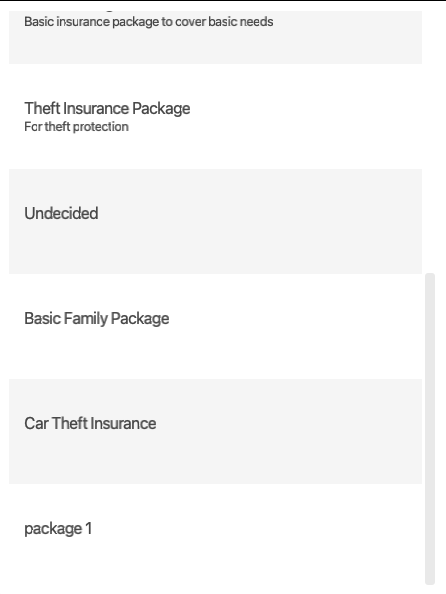 Basic insurance package to cover basic needs
Theft Insurance Package
For theft protection
Undecided
Basic Family Package
Car Theft Insurance
package 1